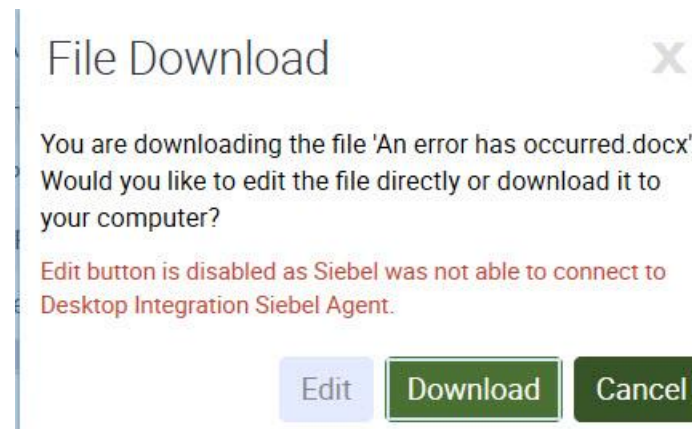 File Download
X
You are downloading the file 'An error has occurred.docx'
Would you like to edit the file directly or download it to
your computer?
Edit button is disabled as Siebel was not able to connect to
Desktop Integration Siebel Agent.
Edit Download Cancel